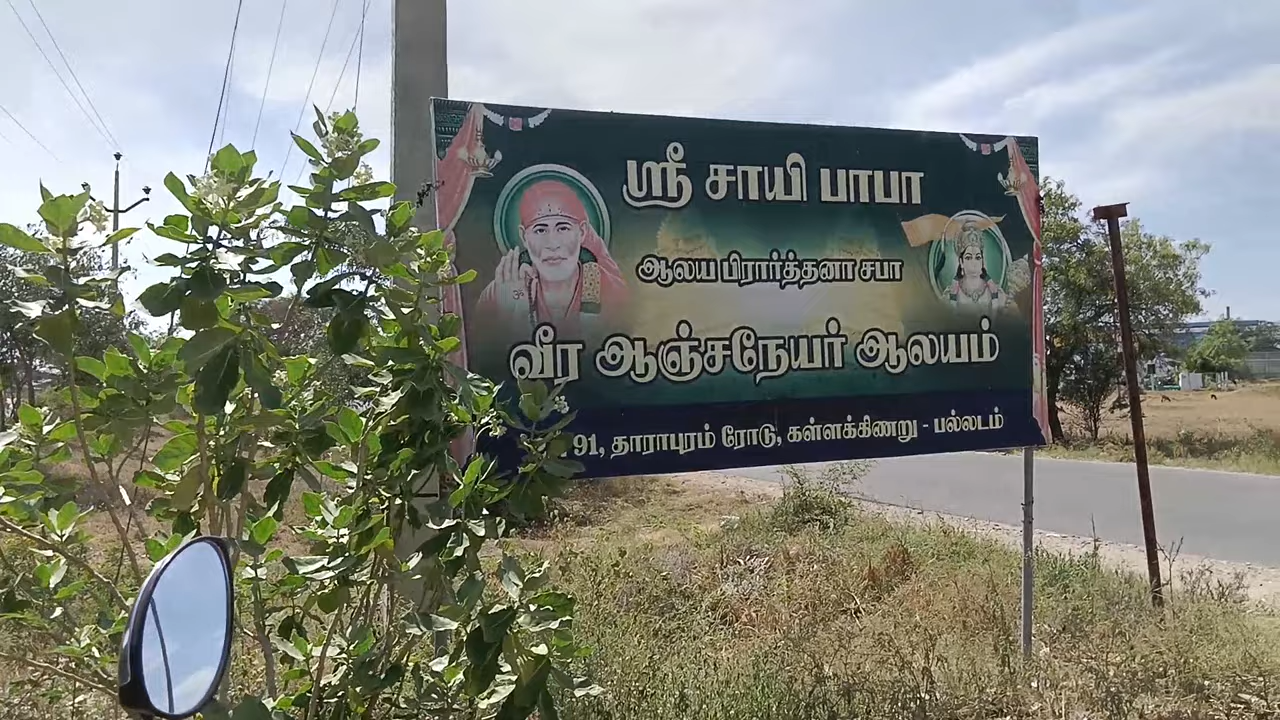 ஸ்ரீ சாயி பாபா
ஆலய பிரார்த்தனா சபா
வீர ஆஞ்சநேயர் ஆலயம்
91, தாராபுரம் ரோடு, கள்ளக்கிணறு - பல்லடம்